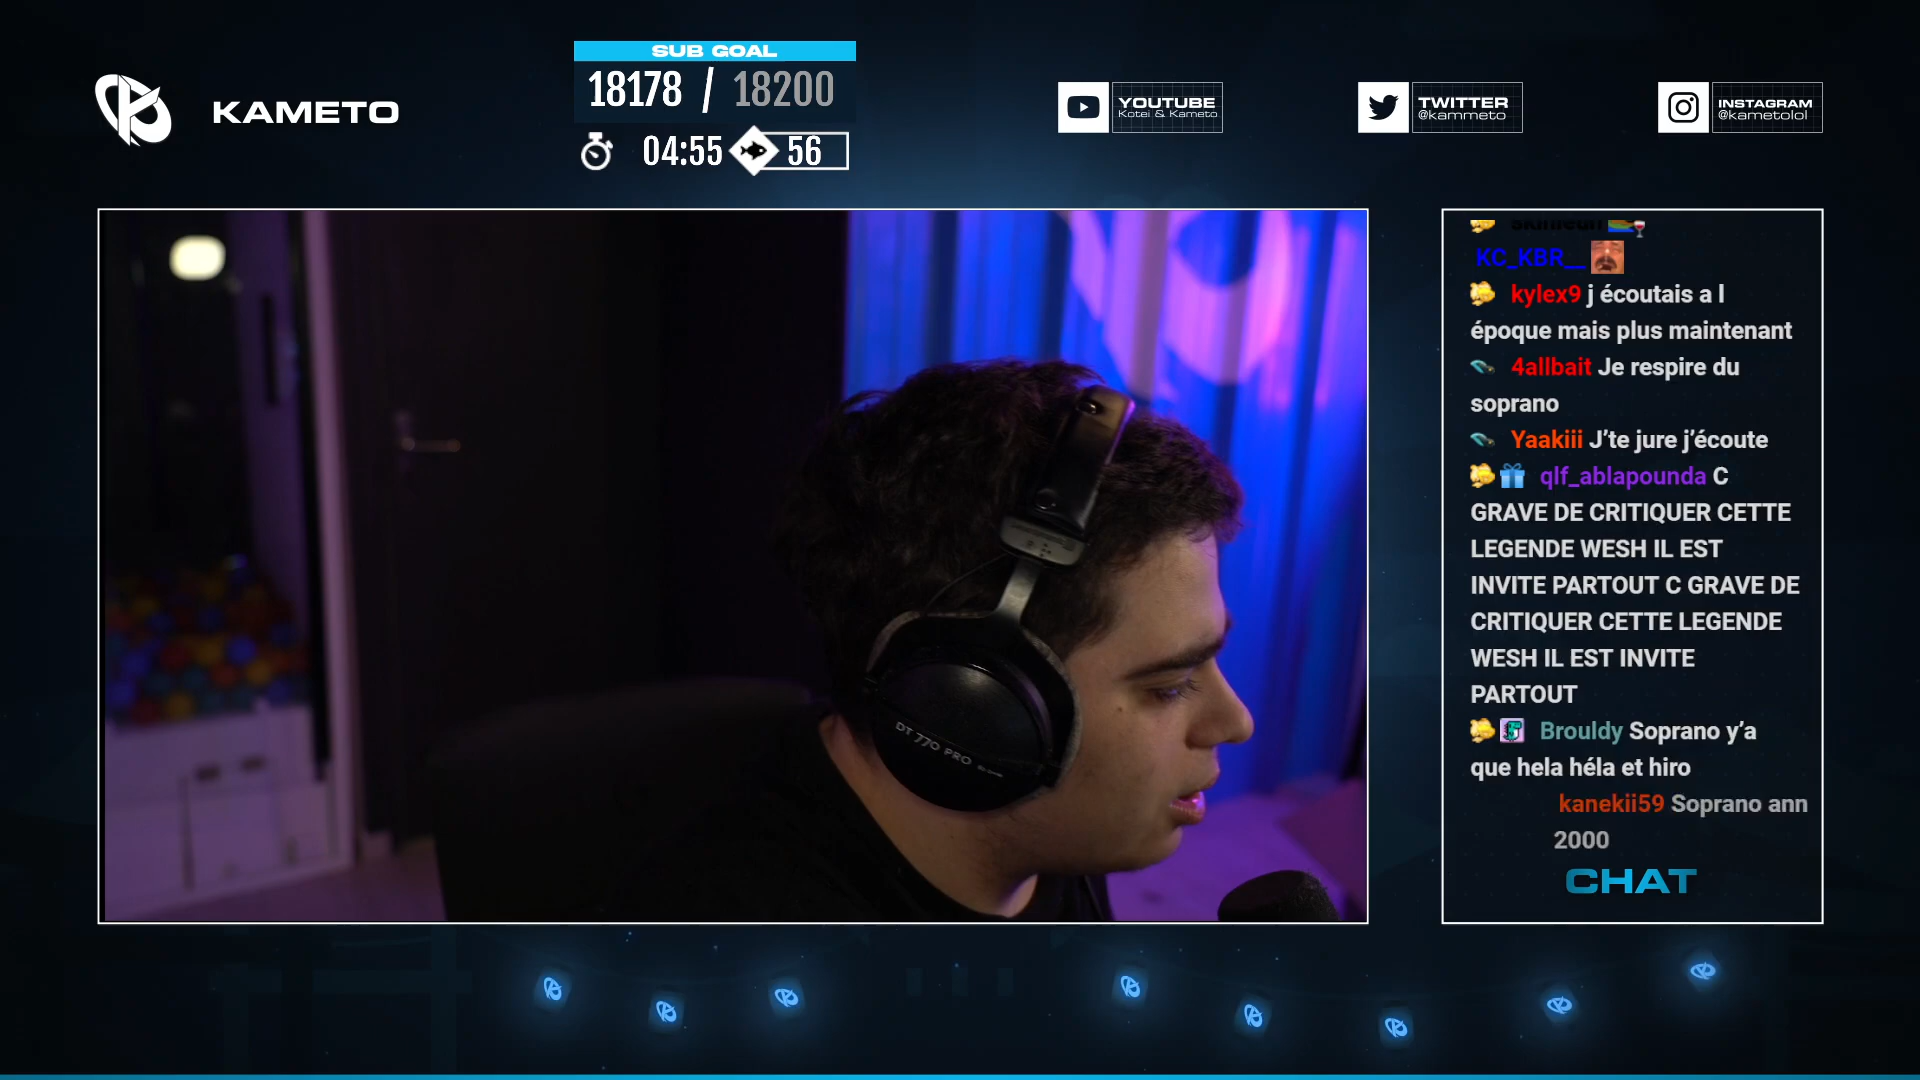 KAMETO
SUB GOAL
18178 / 18200
04:55
56
YOUTUBE
Kotei & Kameto
TWITTER
@kammeto
INSTAGRAM
@kametolol
KC_KBR__
kylex9 j écoutais a l
époque mais plus maintenant
4allbait Je respire du
soprano
Yaakiii J’te jure j’écoute
qlf_ablapounda C
GRAVE DE CRITIQUER CETTE
LEGENDE WESH IL EST
INVITE PARTOUT C GRAVE DE
CRITIQUER CETTE LEGENDE
WESH IL EST INVITE
PARTOUT
Brouldy Soprano y’a
que hela héla et hiro
kanekii59 Soprano ann
2000
CHAT
DT 770 PRO